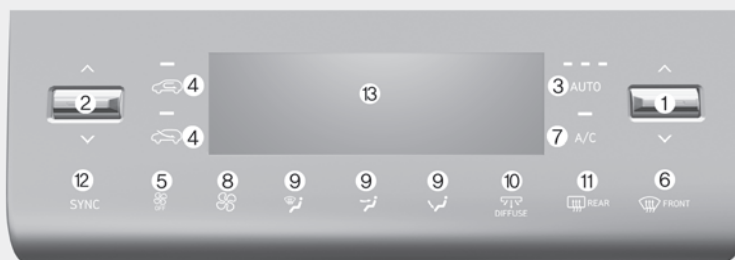 ④
③ AUTO
②
⑬
①
④
⑦ A/C
⑫ ⑤ ⑧ ⑨ ⑨ ⑨ ⑩ ⑪ ⑥
SYNC
DIFFUSE
REAR
FRONT